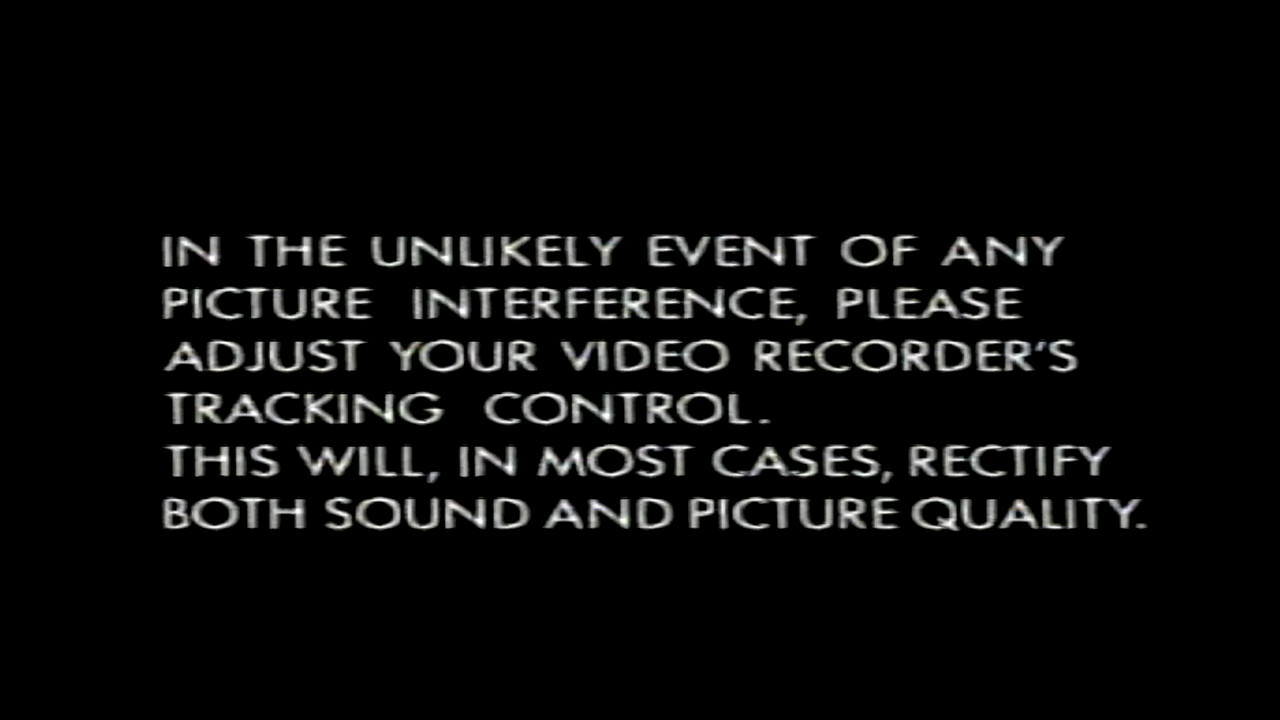 IN THE UNLIKELY EVENT OF ANY
PICTURE INTERFERENCE, PLEASE
ADJUST YOUR VIDEO RECORDER'S
TRACKING CONTROL.
THIS WILL, IN MOST CASES, RECTIFY
BOTH SOUND AND PICTURE QUALITY.